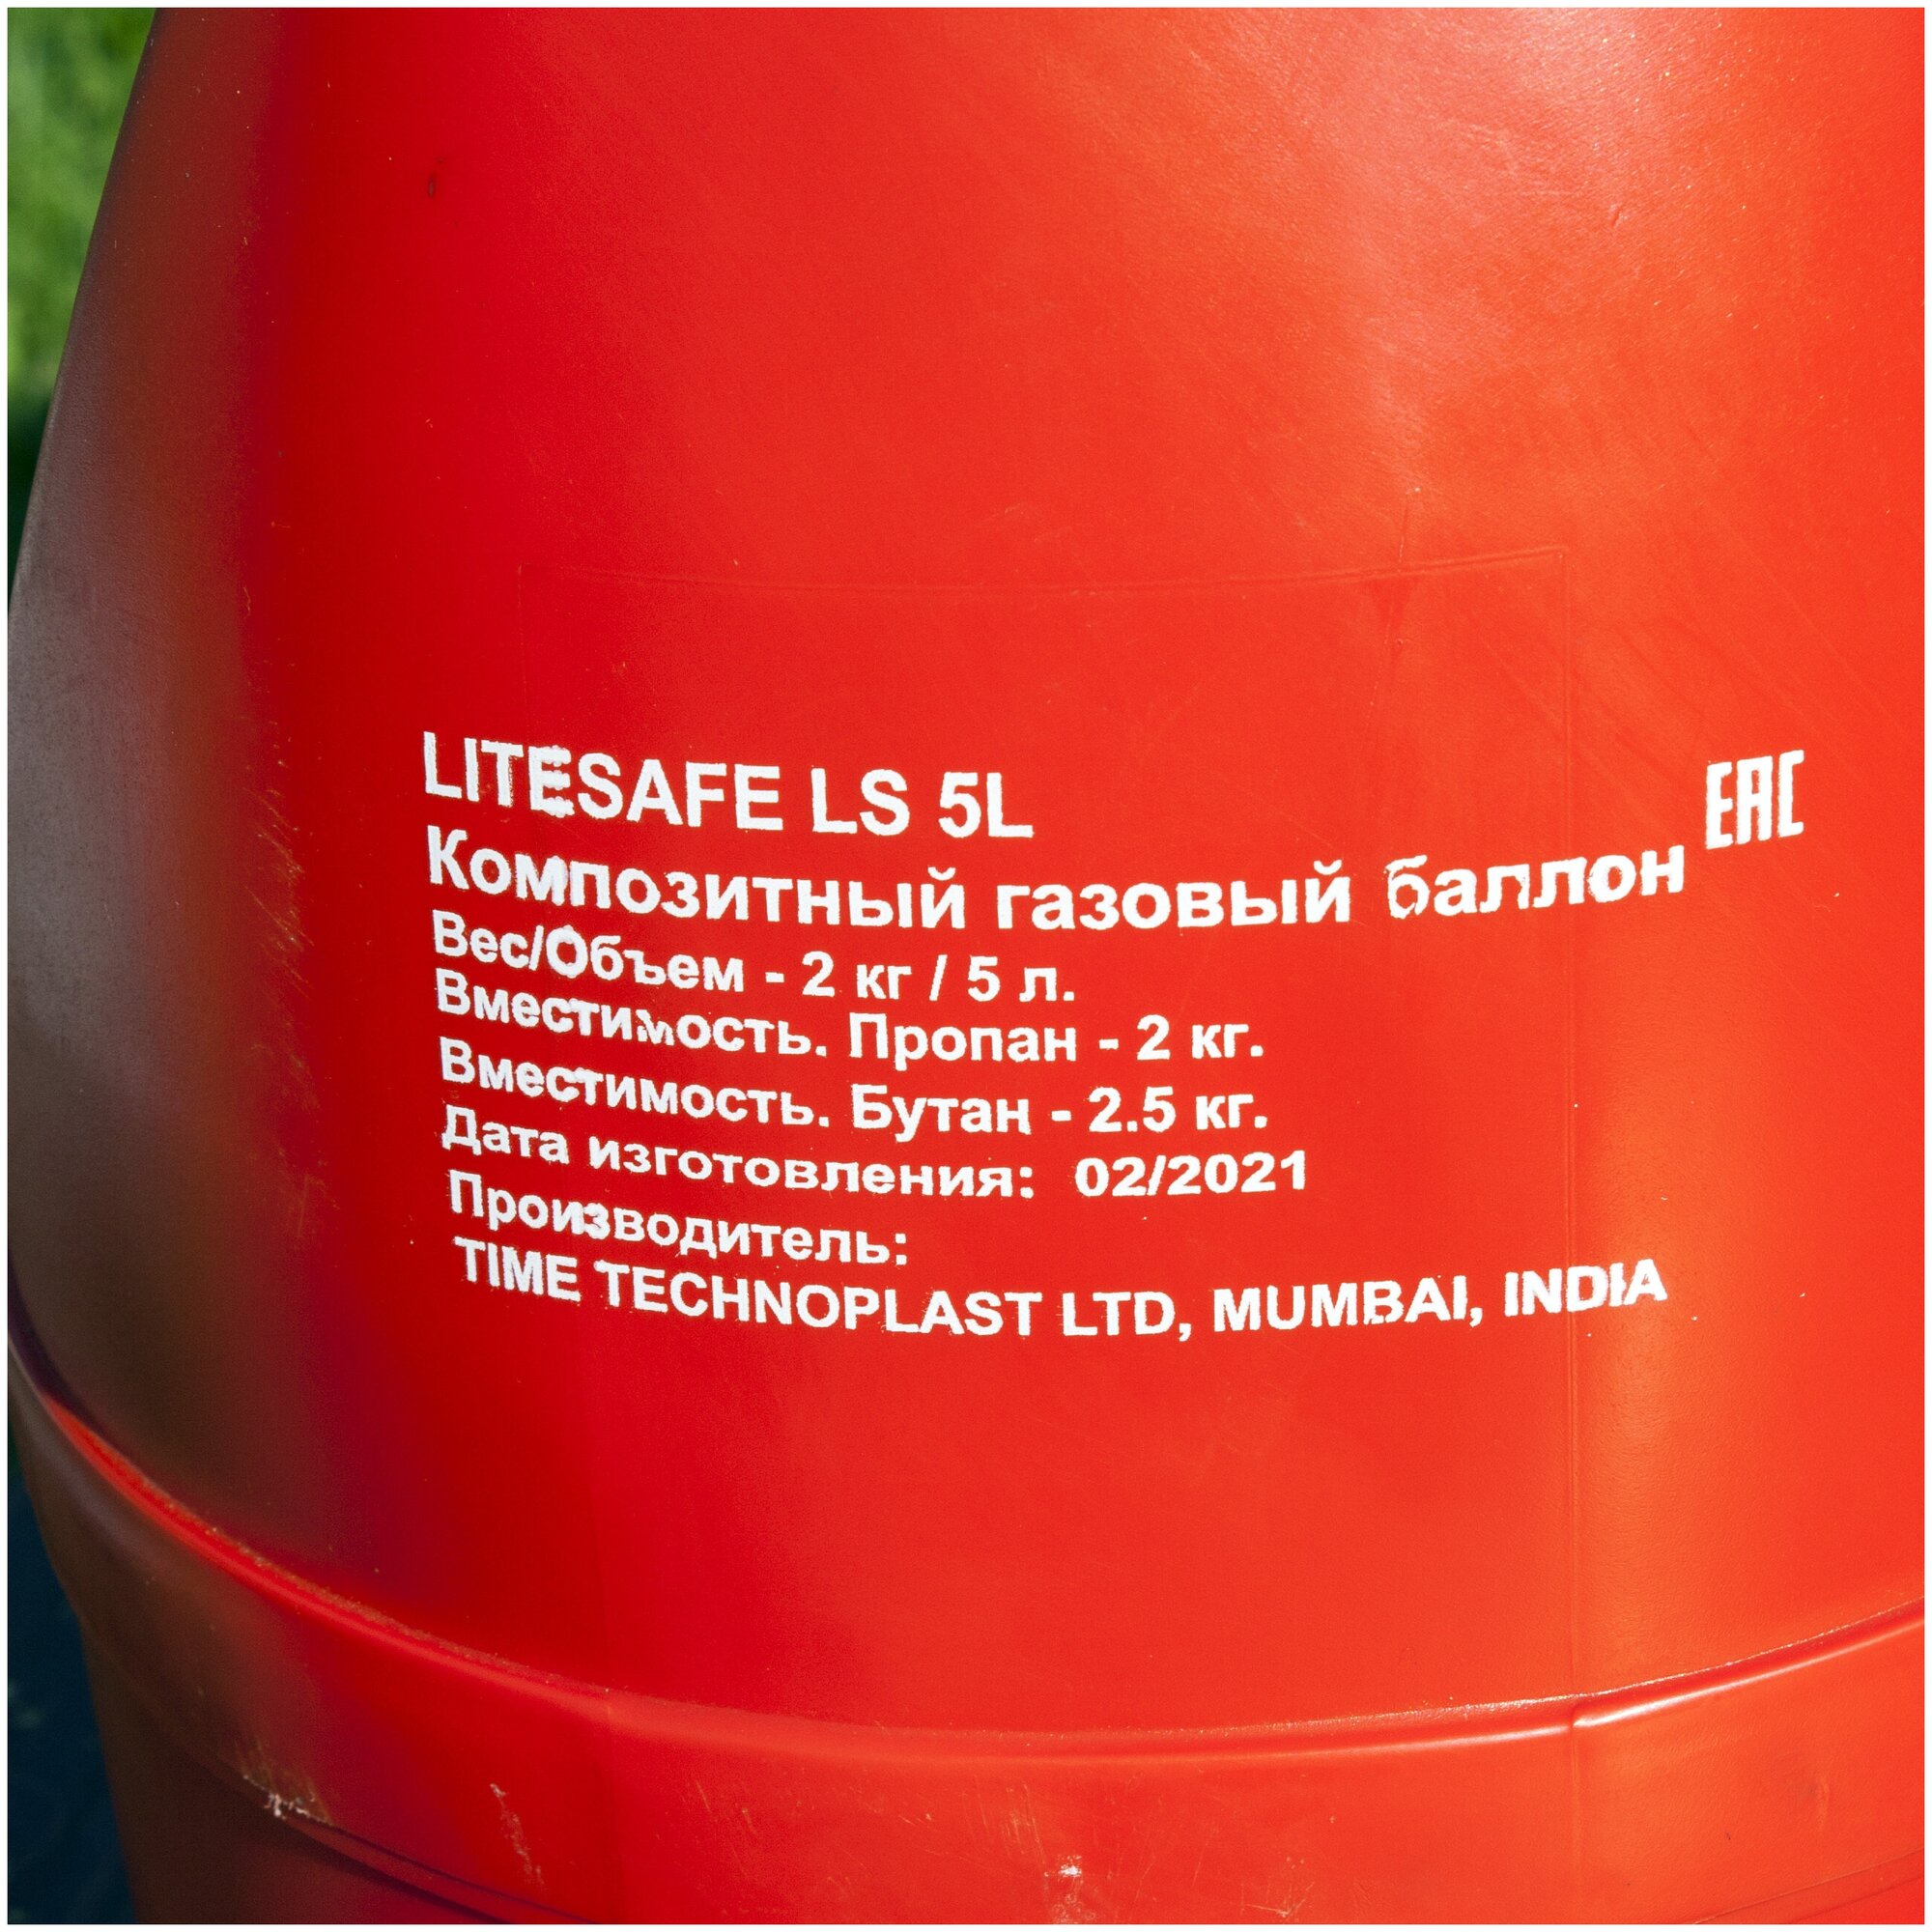 LITESAFE LS 5L
EAC
Композитный газовый баллон
Вес/Объем - 2 кг / 5 л.
Вместимость. Пропан - 2 кг.
Вместимость. Бутан - 2.5 кг.
Дата изготовления: 02/2021
Производитель:
TIME TECHNOPLAST LTD, MUMBAI, INDIA